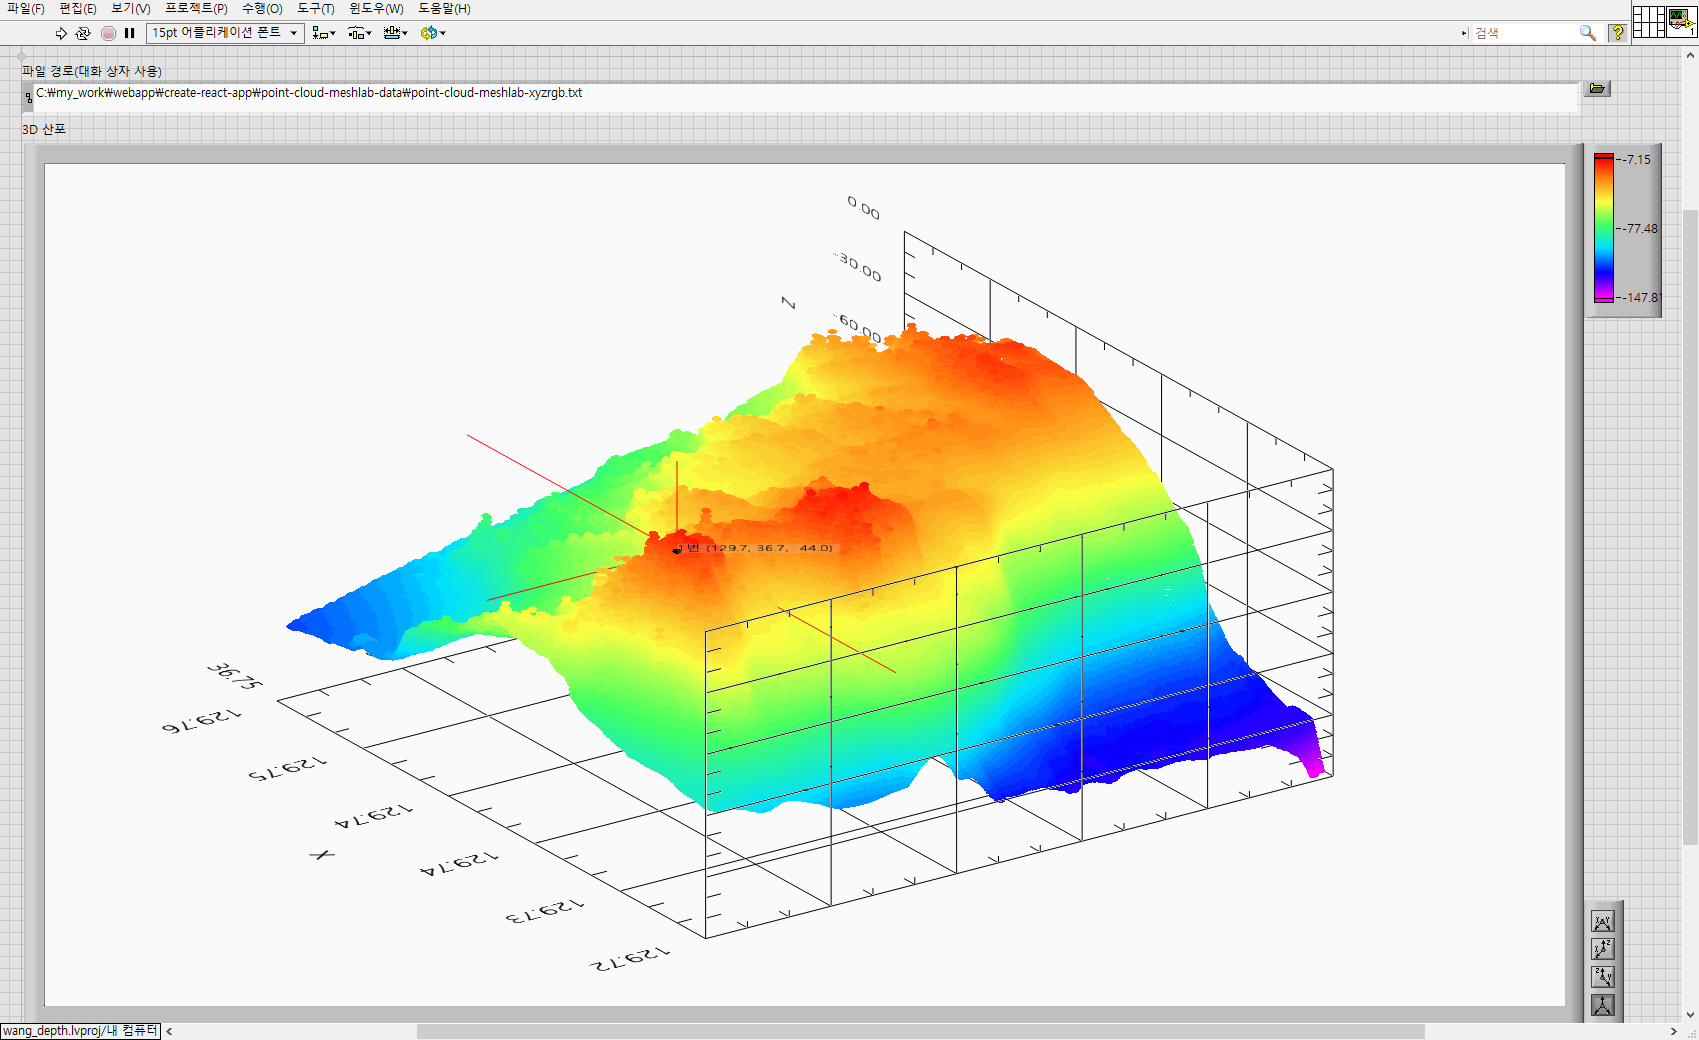 파일(F) 편집(E) 보기(V) 프로젝트(P) 수행(O) 도구(T) 윈도우(W) 도움말(H)
15pt 어플리케이션 폰트
검색
?
1
파일 경로(대화 상자 사용)
C:₩my_work₩webapp₩create-react-app₩point-cloud-meshlab-data₩point-cloud-meshlab-xyzrgb.txt
3D 산포
-7.15
-77.48
-147.8
0.00
-30.00
Z
-60.00
1번 (129.7, 36.7, 44.0)
36.75
129.76
129.75
129.74
X
129.74
129.73
129.72
wang_depth.lvproj/내 컴퓨터